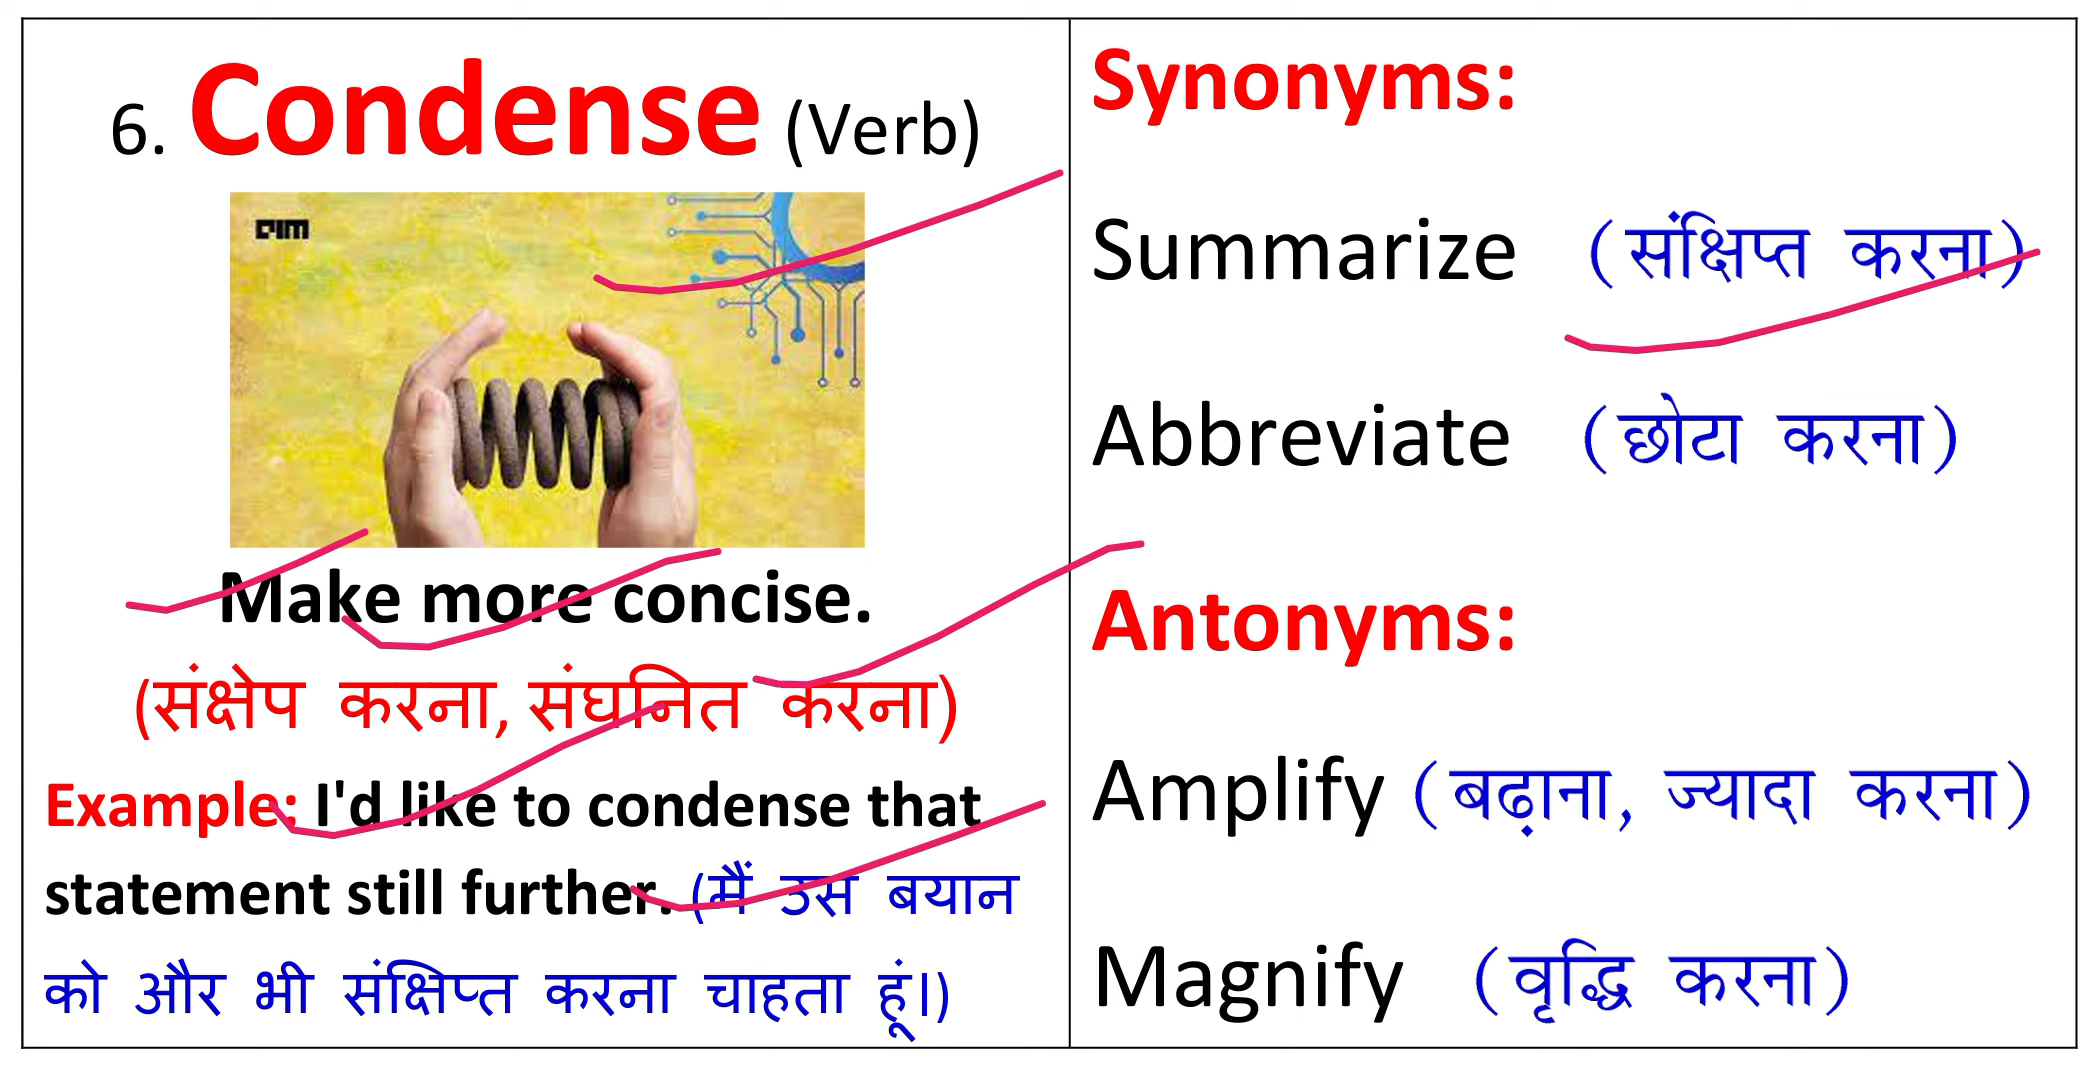 6. Condense (Verb)
AIM
Make more concise.
(संक्षेप करना, संघनित करना)
Example: I'd like to condense that
statement still further. (मैं उस बयान
को और भी संक्षिप्त करना चाहता हूं।)
Synonyms:
Summarize (संक्षिप्त करना)
Abbreviate (छोटा करना)
Antonyms:
Amplify (बढ़ाना, ज्यादा करना)
Magnify (वृद्धि करना)